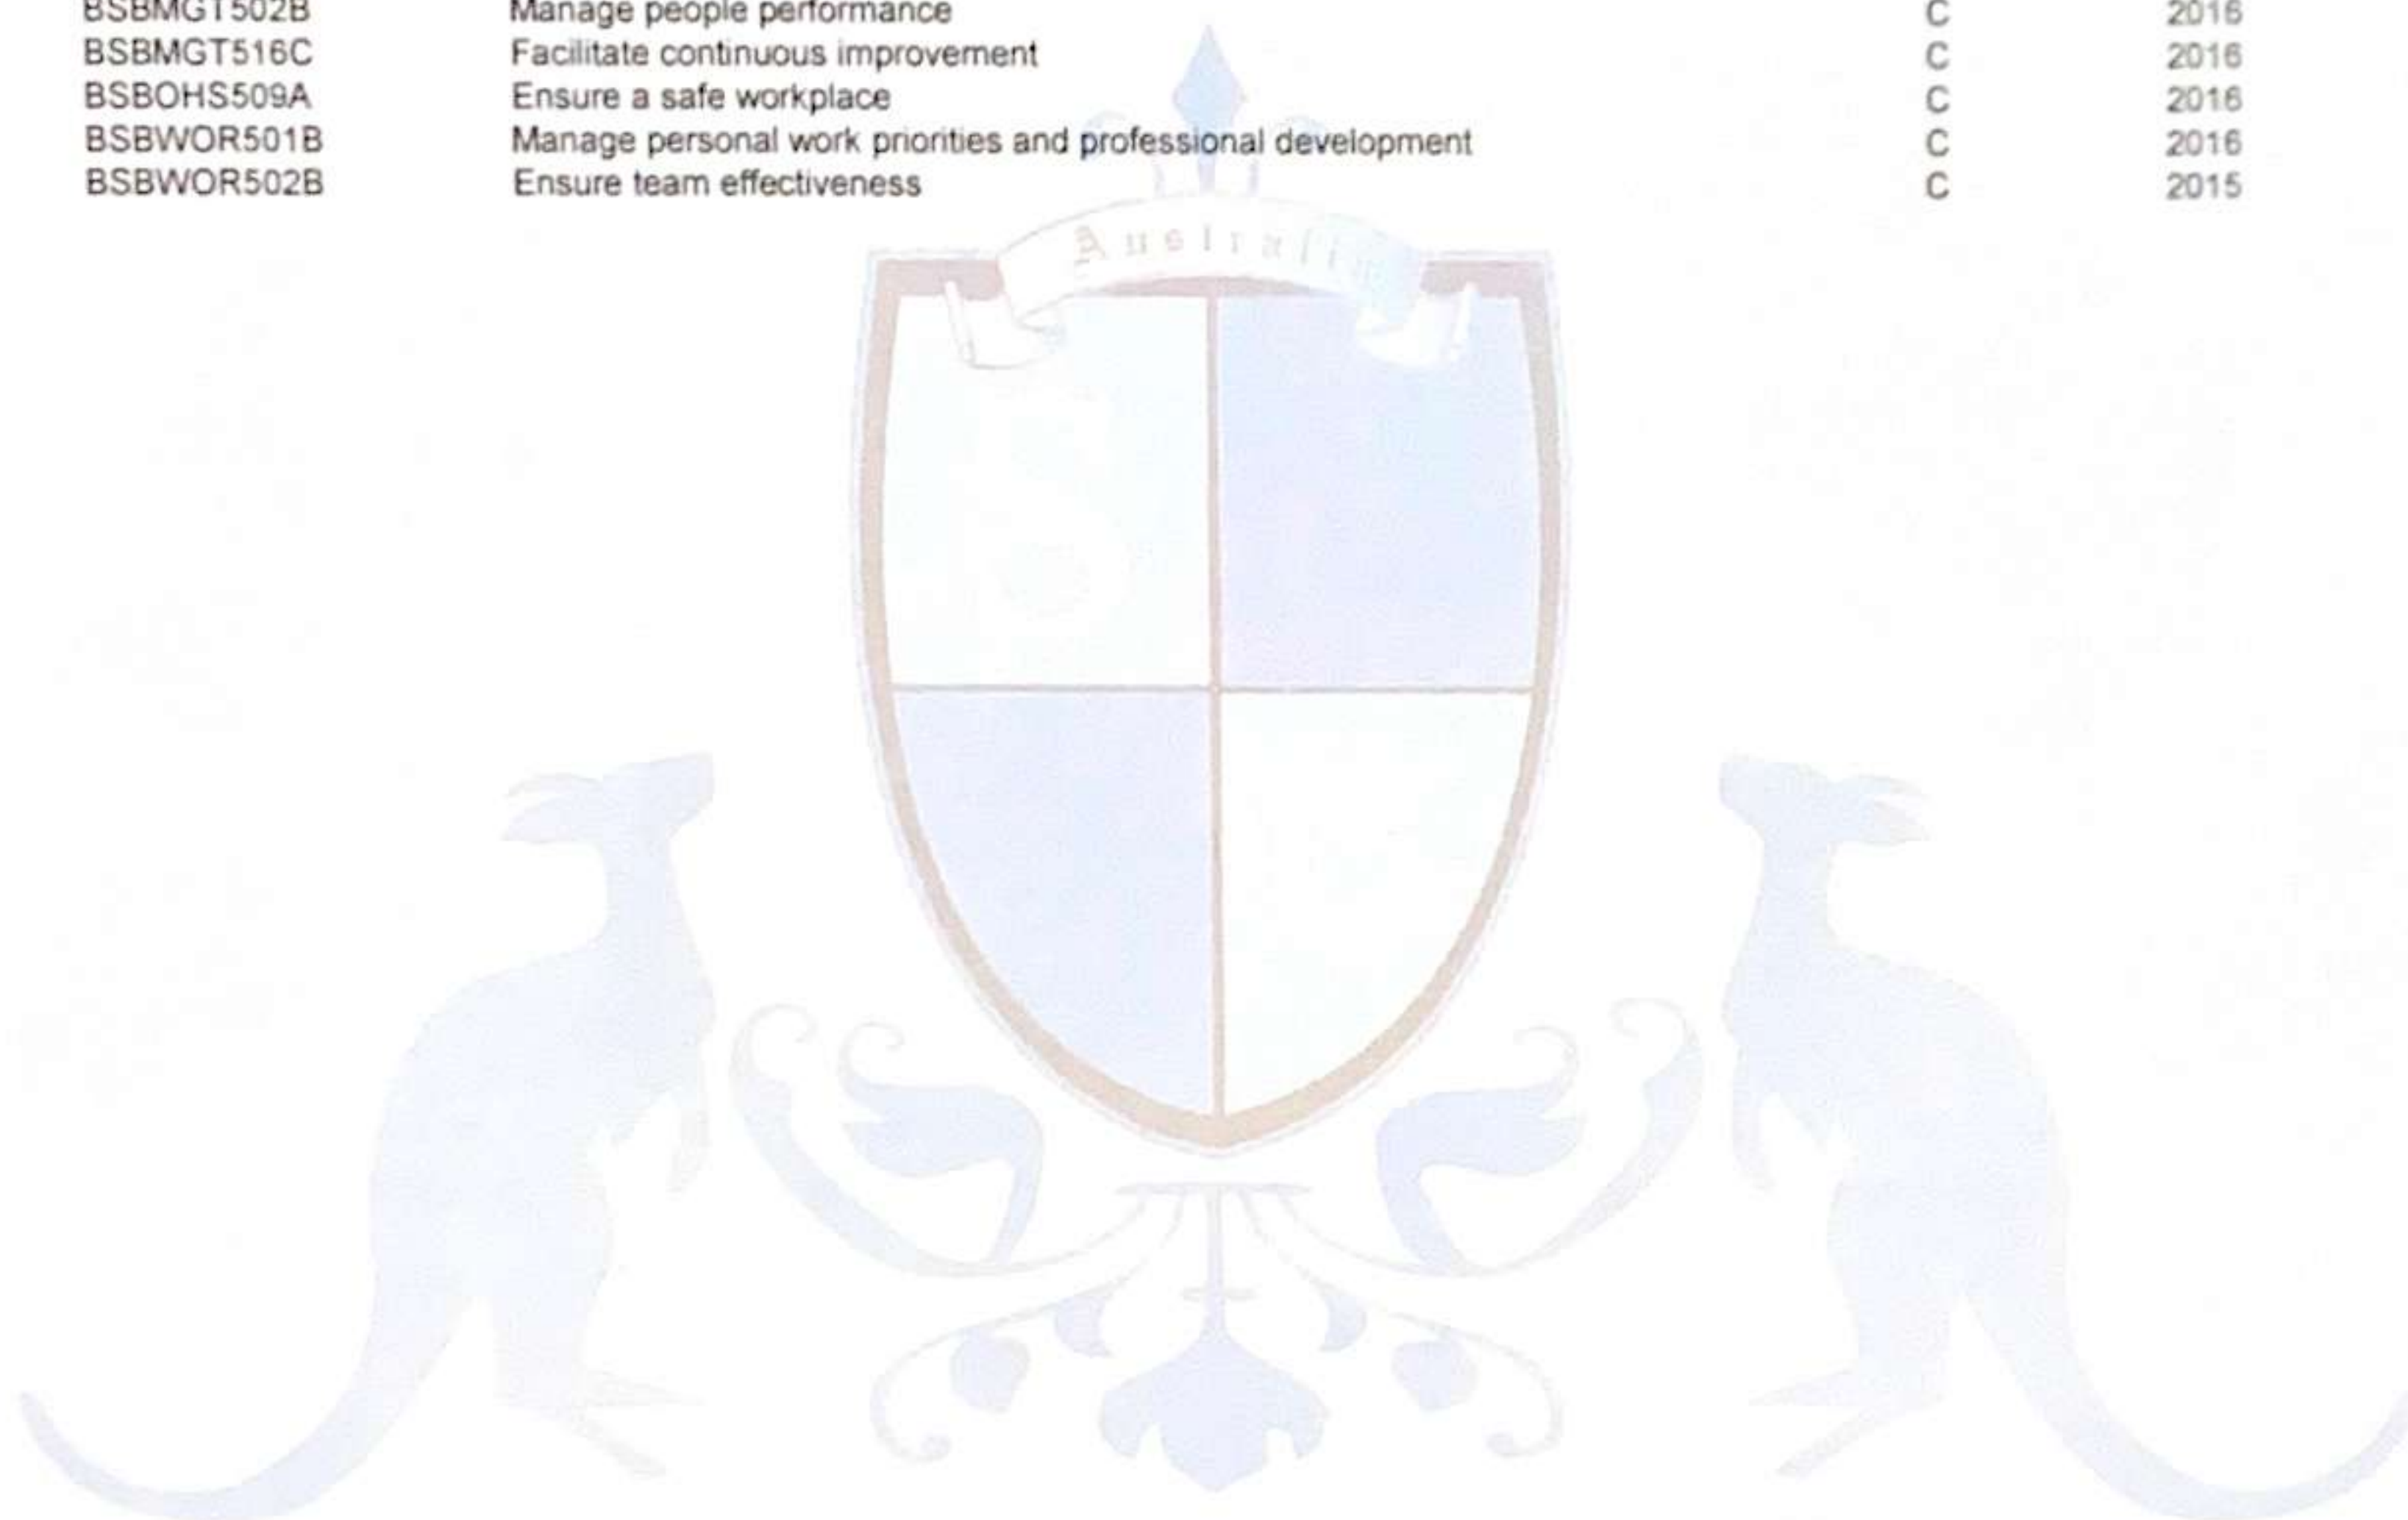 BSBMGT502B Manage people performance C 2016
BSBMGT516C Facilitate continuous improvement C 2016
BSBOHS509A Ensure a safe workplace C 2016
BSBWOR501B Manage personal work priorities and professional development C 2016
BSBWOR502B Ensure team effectiveness C 2015
Australia